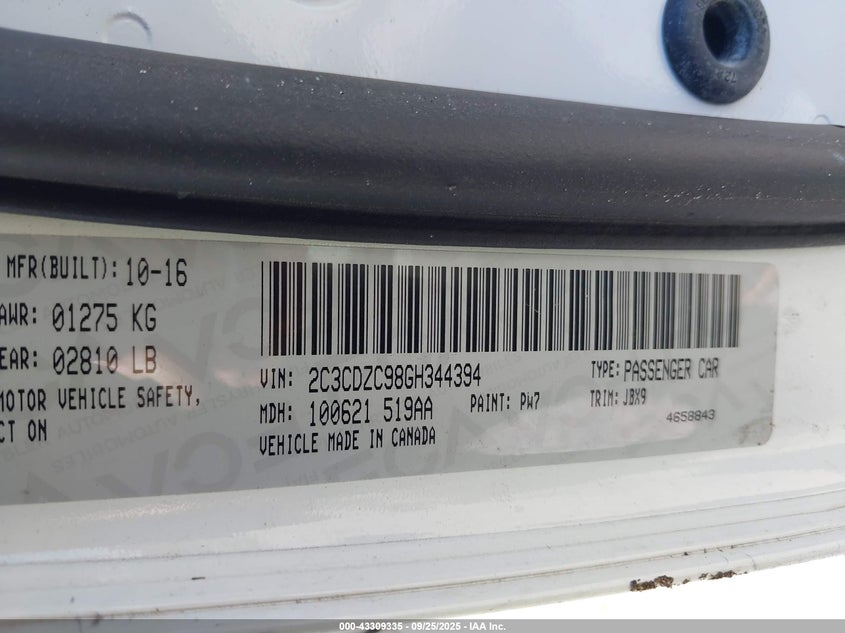 MFR(BUILT): 10-16
AWR: 01275 KG
EAR: 02810 LB
MOTOR VEHICLE SAFETY,
CT ON
VIN: 2C3CDZC98GH344394
TYPE: PASSENGER CAR
MDH: 100621 519AA
PAINT: PW7
TRIM: JBX9
VEHICLE MADE IN CANADA
4658843
000-43309335 - 09/25/2025 - IAA Inc.